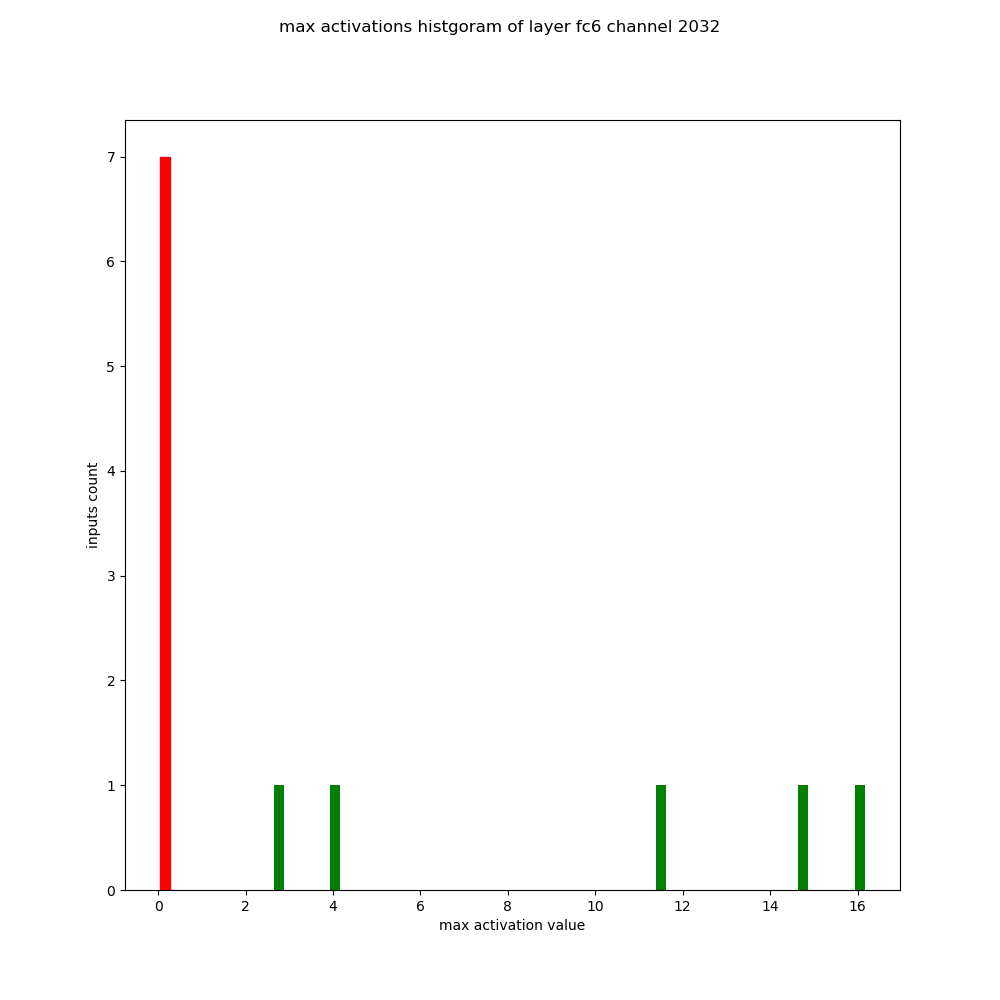 max activations histgoram of layer fc6 channel 2032
7
6
5
4
3
2
1
0
inputs count
0 2 4 6 8 10 12 14 16
max activation value